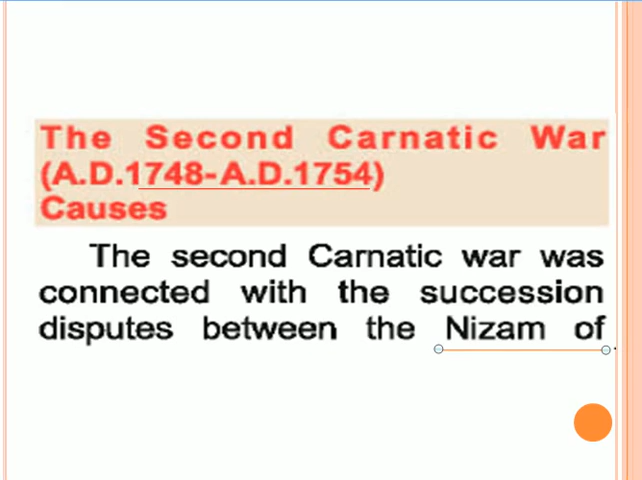 The Second Carnatic War
(A.D.1748-A.D.1754)
Causes
The second Carnatic war was
connected with the succession
disputes between the Nizam of